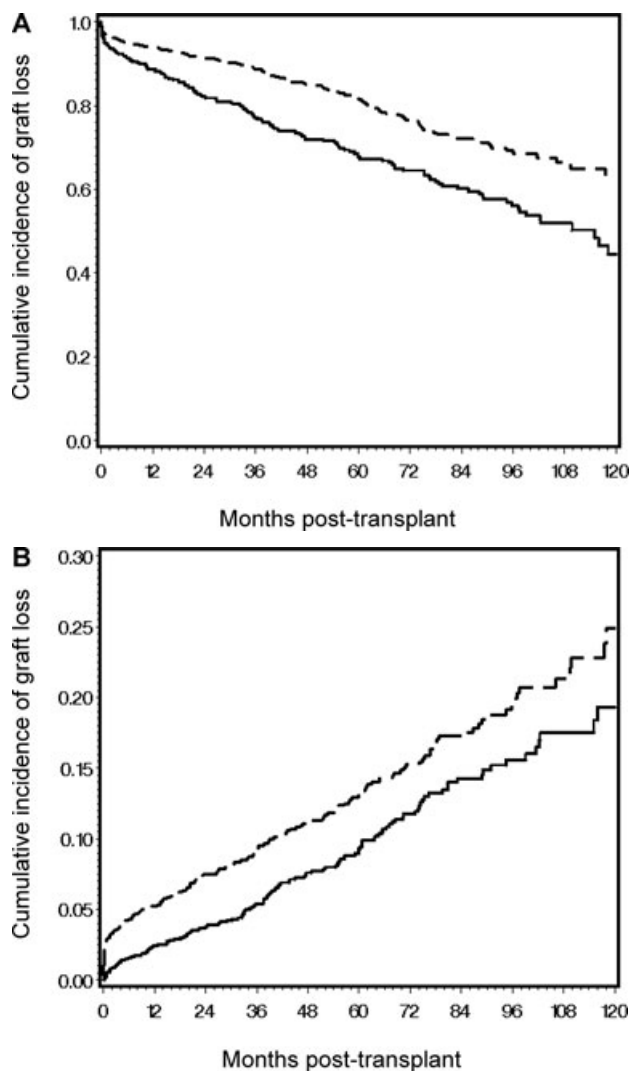 A
Cumulative incidence of graft loss
1.0
0.8
0.6
0.4
0.2
0.0
0 12 24 36 48 60 72 84 96 108 120
Months post-transplant
B
Cumulative incidence of graft loss
0.30
0.25
0.20
0.15
0.10
0.05
0.00
0 12 24 36 48 60 72 84 96 108 120
Months post-transplant